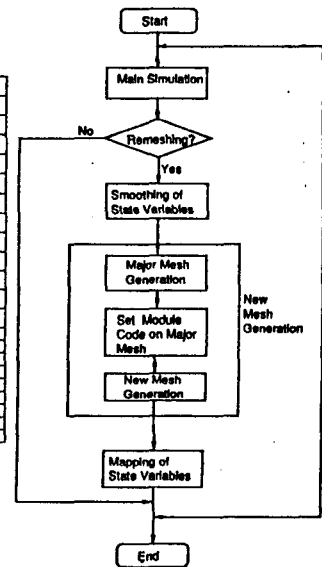 Start
Main Simulation
No
Remeshing?
Yes
Smoothing of
State Variables
Major Mesh
Generation
Set Module
Code on Major
Mesh
New Mesh
Generation
New
Mesh
Generation
Mapping of
State Variables
End